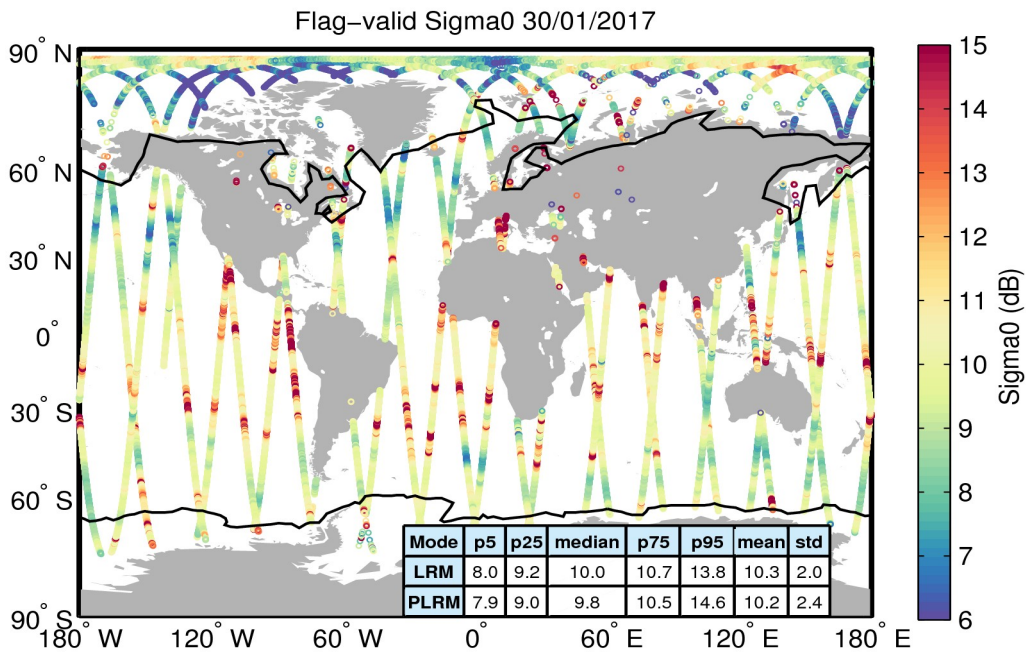 Flag-valid Sigma0 30/01/2017
90° N
60° N
30° N
0°
30° S
60° S
90° S
180° W
120° W
60° W
0°
60° E
120° E
180° E
Mode p5 p25 median p75 p95 mean std
LRM 8.0 9.2 10.0 10.7 13.8 10.3 2.0
PLRM 7.9 9.0 9.8 10.5 14.6 10.2 2.4
15
14
13
12
11
10
9
8
7
6
Sigma0 (dB)